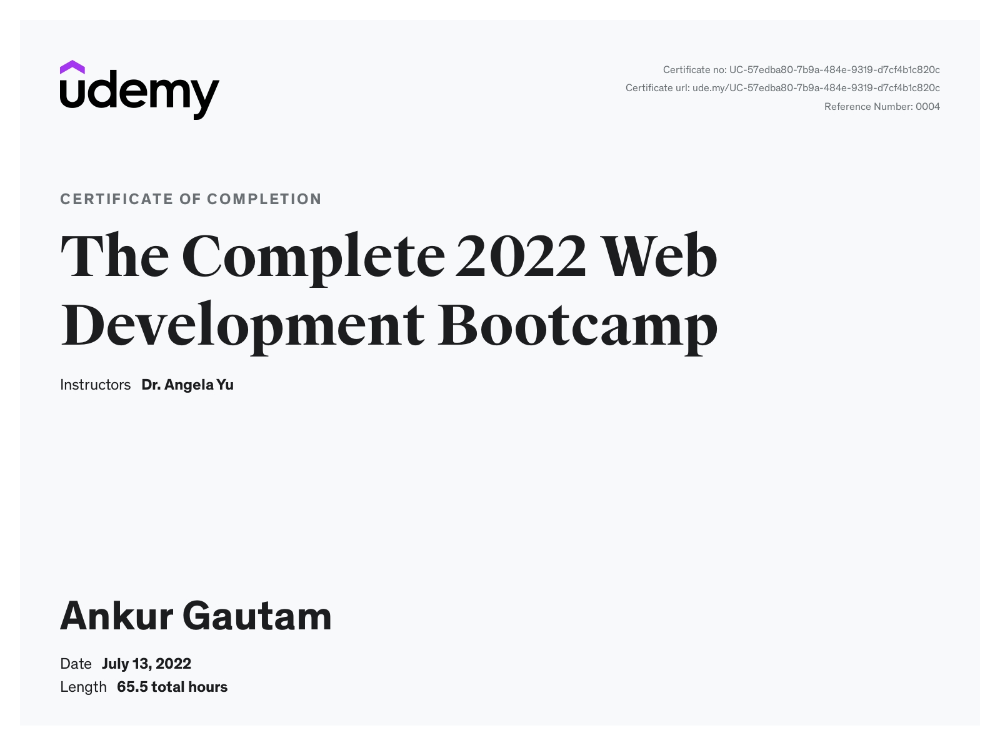 udemy
Certificate no: UC-57edba80-7b9a-484e-9319-d7cf4b1c820c
Certificate url: ude.my/UC-57edba80-7b9a-484e-9319-d7cf4b1c820c
Reference Number: 0004
CERTIFICATE OF COMPLETION
The Complete 2022 Web
Development Bootcamp
Instructors Dr. Angela Yu
Ankur Gautam
Date July 13, 2022
Length 65.5 total hours